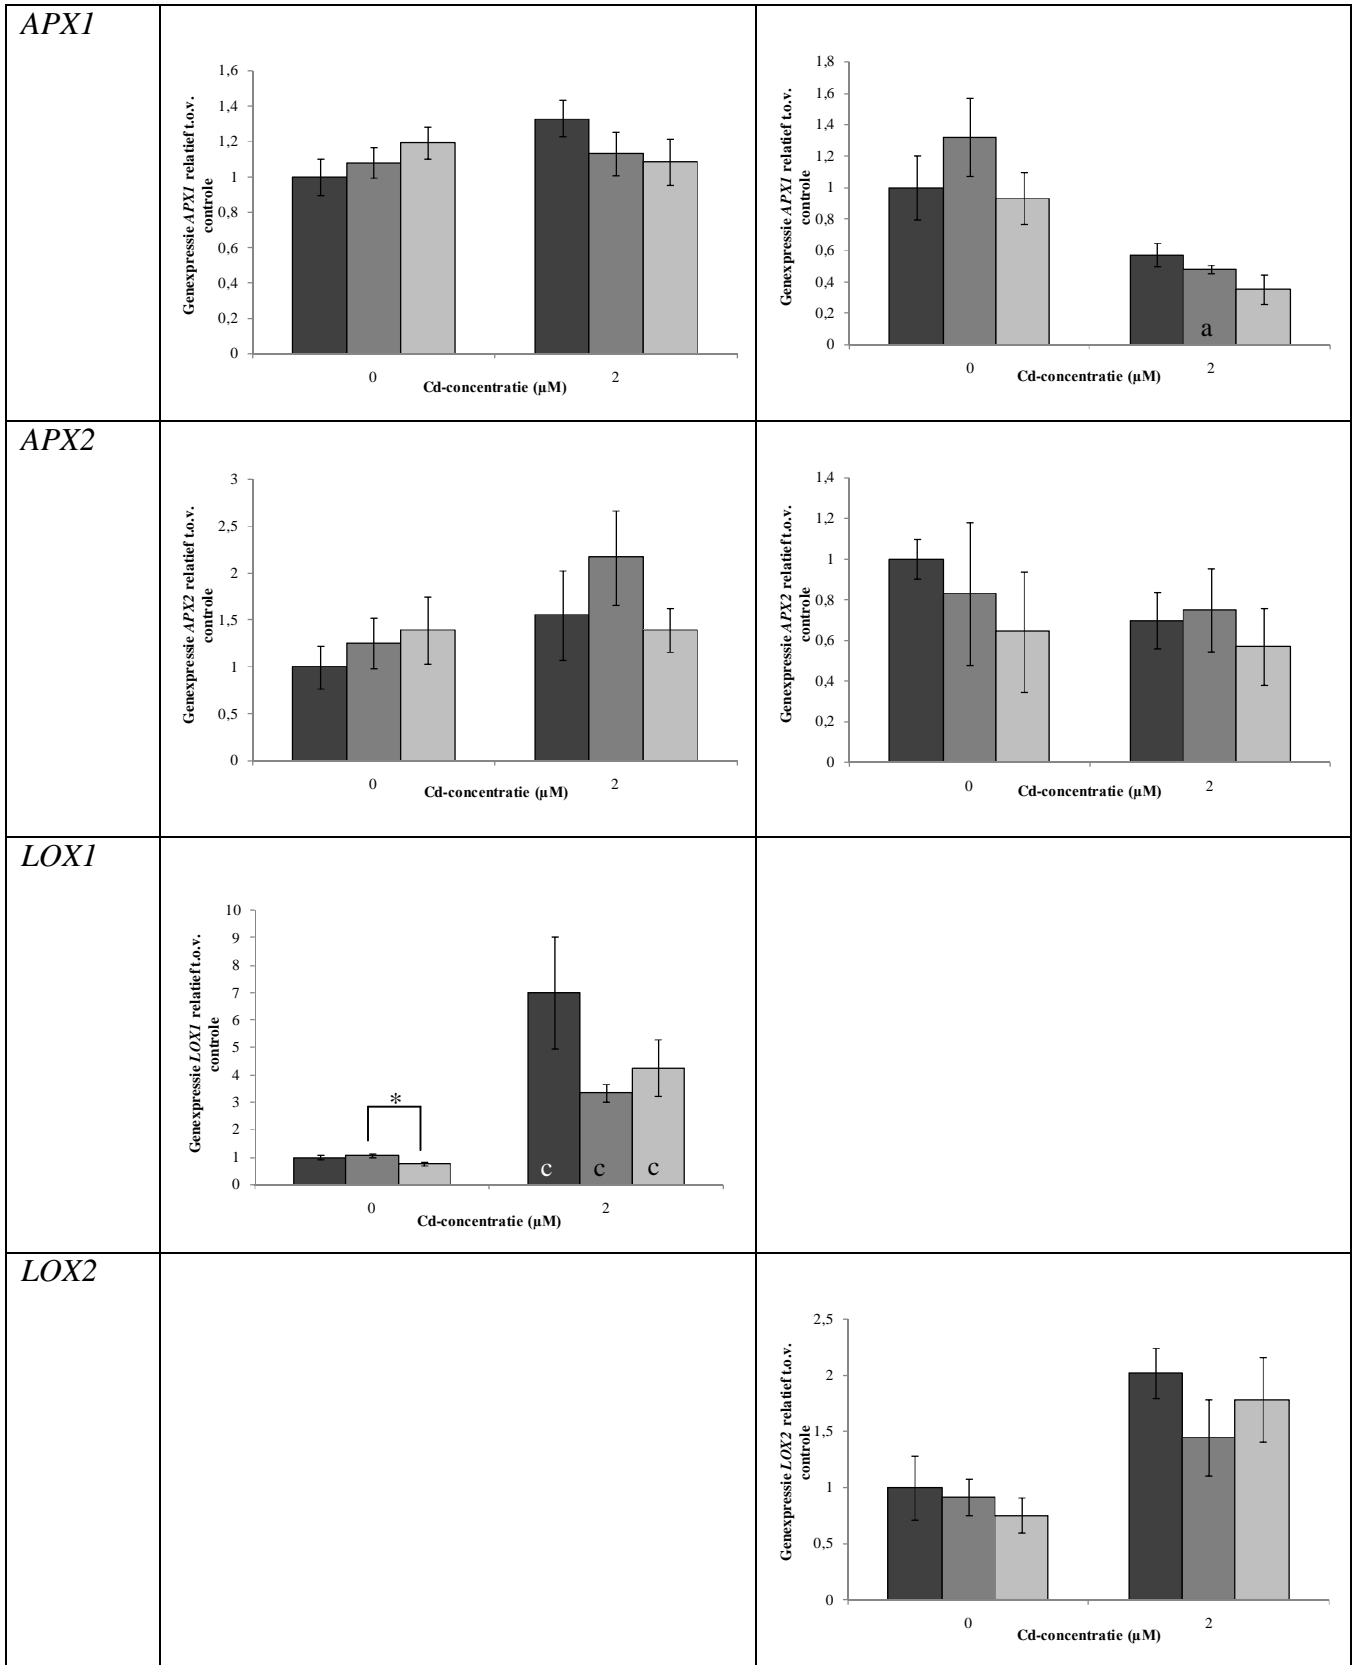 APX1
Genexpressie APX1 relatief t.o.v.
controle
1,6
1,4
1,2
1
0,8
0,6
0,4
0,2
0
0
2
Cd-concentratie (µM)
Genexpressie APX1 relatief t.o.v.
controle
1,8
1,6
1,4
1,2
1
0,8
0,6
0,4
0,2
0
a
0
2
Cd-concentratie (µM)
APX2
Genexpressie APX2 relatief t.o.v.
controle
3
2,5
2
1,5
1
0,5
0
0
2
Cd-concentratie (µM)
Genexpressie APX2 relatief t.o.v.
controle
1,4
1,2
1
0,8
0,6
0,4
0,2
0
0
2
Cd-concentratie (µM)
LOX1
Genexpressie LOX1 relatief t.o.v.
controle
10
9
8
7
6
5
4
3
2
1
0
*
c c c
0
2
Cd-concentratie (µM)
LOX2
Genexpressie LOX2 relatief t.o.v.
controle
2,5
2
1,5
1
0,5
0
0
2
Cd-concentratie (µM)